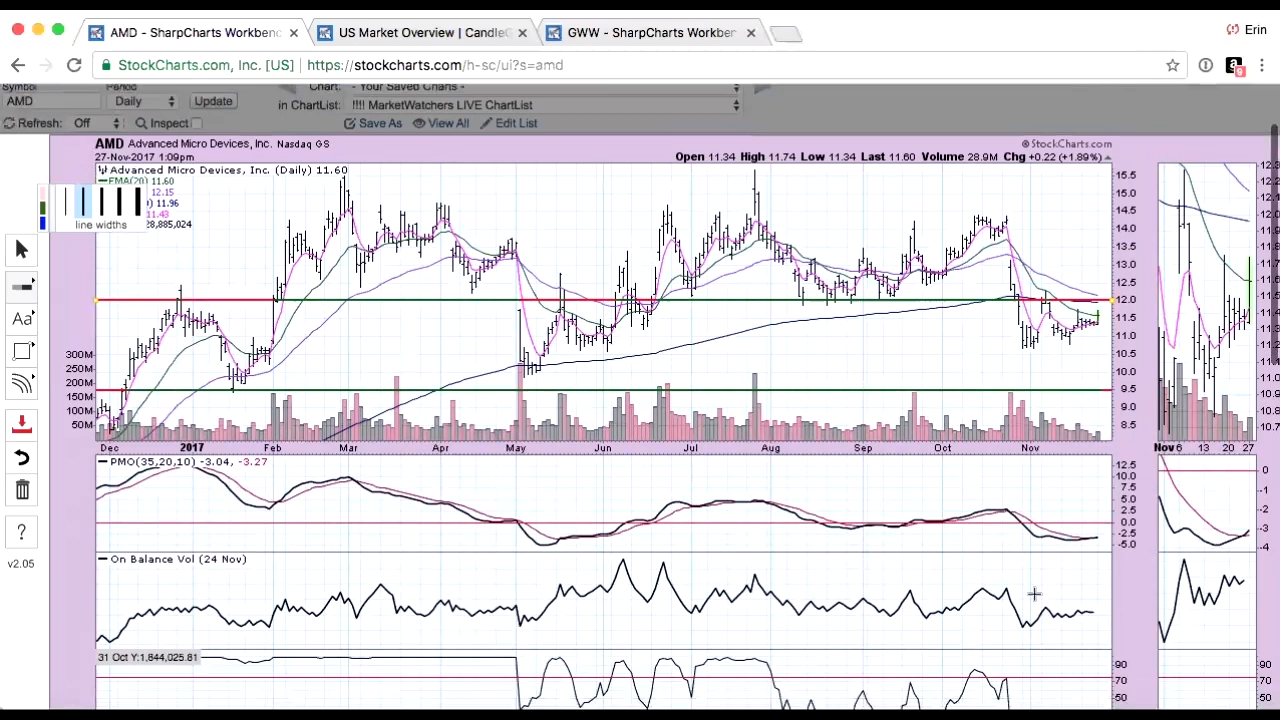 AMD - SharpCharts Workbenc
US Market Overview | CandleG
GWW - SharpCharts Workben
Erin
StockCharts.com, Inc. [US] | https://stockcharts.com/h-sc/ui?s=amd
9
Symbol Period Chart: - Your Saved Charts -
AMD Daily Update in ChartList: !!!! MarketWatchers LIVE ChartList
Refresh: Off Inspect Save As View All Edit List
AMD Advanced Micro Devices, Inc. Nasdaq GS
© StockCharts.com
27-Nov-2017 1:09pm
Open 11.34 High 11.74 Low 11.34 Last 11.60 Volume 28.9M Chg +0.22 (+1.89%)
Advanced Micro Devices, Inc. (Daily) 11.60
EMA(20) 11.60
12.15
) 11.96
11.43
28,885,024
line widths
Aa
?
v2.05
15.5
15.0
14.5
14.0
13.5
13.0
12.5
12.0
11.5
11.0
10.5
10.0
9.5
9.0
8.5
300M
250M
200M
150M
100M
50M
Dec 2017 Feb Mar Apr May Jun Jul Aug Sep Oct Nov
Nov 6 13 20 27
PMO(35,20,10) -3.04, -3.27
12.5
10.0
7.5
5.0
2.5
0.0
-2.5
-5.0
0
-1
-2
-3
-4
On Balance Vol (24 Nov)
31 Oct Y:1,844,025.81
90
70
50